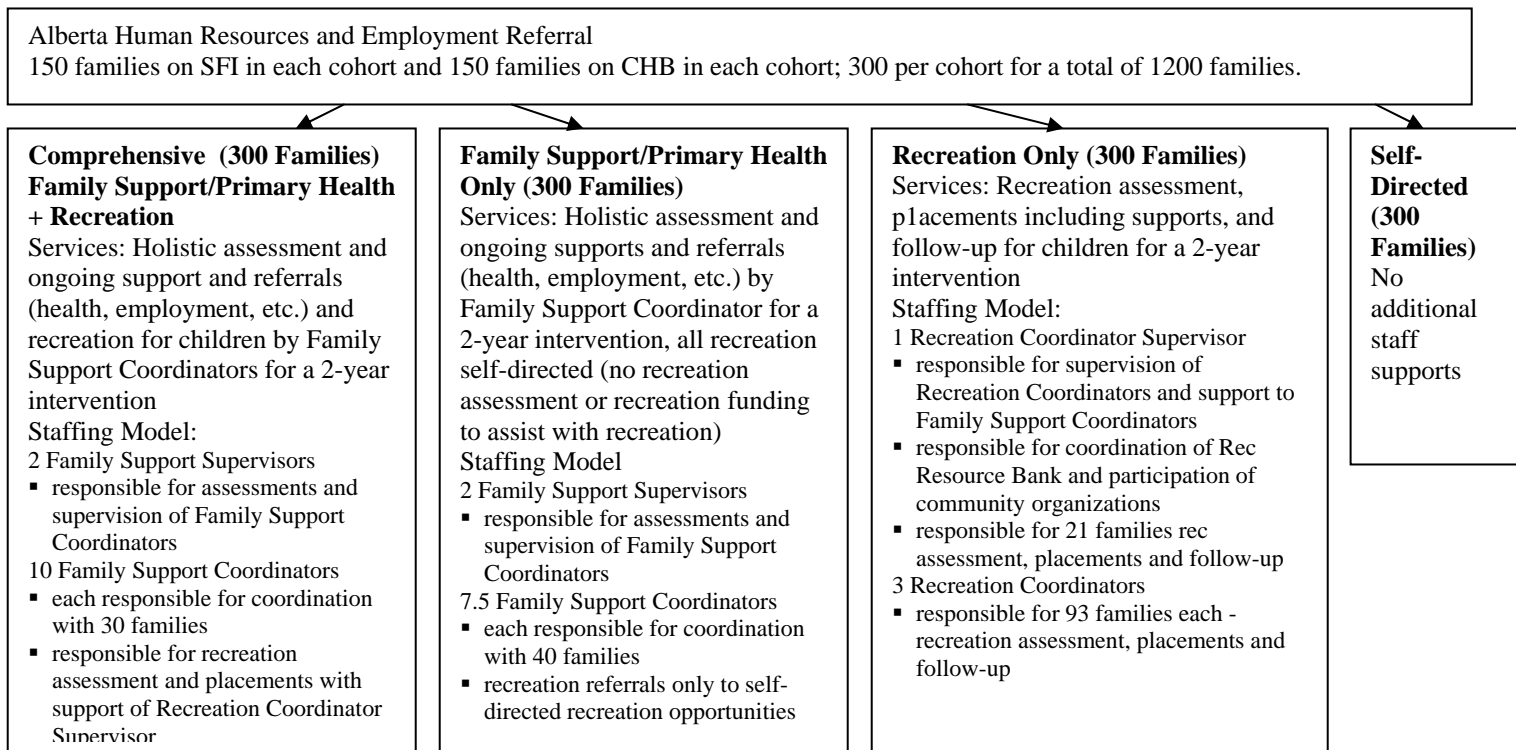 Alberta Human Resources and Employment Referral
150 families on SFI in each cohort and 150 families on CHB in each cohort; 300 per cohort for a total of 1200 families.
Comprehensive (300 Families)
Family Support/Primary Health
+ Recreation
Services: Holistic assessment and
ongoing support and referrals
(health, employment, etc.) and
recreation for children by Family
Support Coordinators for a 2-year
intervention
Staffing Model:
2 Family Support Supervisors
▪ responsible for assessments and
supervision of Family Support
Coordinators
10 Family Support Coordinators
▪ each responsible for coordination
with 30 families
▪ responsible for recreation
assessment and placements with
support of Recreation Coordinator
Supervisor
Family Support/Primary Health
Only (300 Families)
Services: Holistic assessment and
ongoing supports and referrals
(health, employment, etc.) by
Family Support Coordinator for a
2-year intervention, all recreation
self-directed (no recreation
assessment or recreation funding
to assist with recreation)
Staffing Model
2 Family Support Supervisors
▪ responsible for assessments and
supervision of Family Support
Coordinators
7.5 Family Support Coordinators
▪ each responsible for coordination
with 40 families
▪ recreation referrals only to self-
directed recreation opportunities
Recreation Only (300 Families)
Services: Recreation assessment,
p1acements including supports, and
follow-up for children for a 2-year
intervention
Staffing Model:
1 Recreation Coordinator Supervisor
▪ responsible for supervision of
Recreation Coordinators and support to
Family Support Coordinators
▪ responsible for coordination of Rec
Resource Bank and participation of
community organizations
▪ responsible for 21 families rec
assessment, placements and follow-up
3 Recreation Coordinators
▪ responsible for 93 families each -
recreation assessment, placements and
follow-up
Self-
Directed
(300
Families)
No
additional
staff
supports